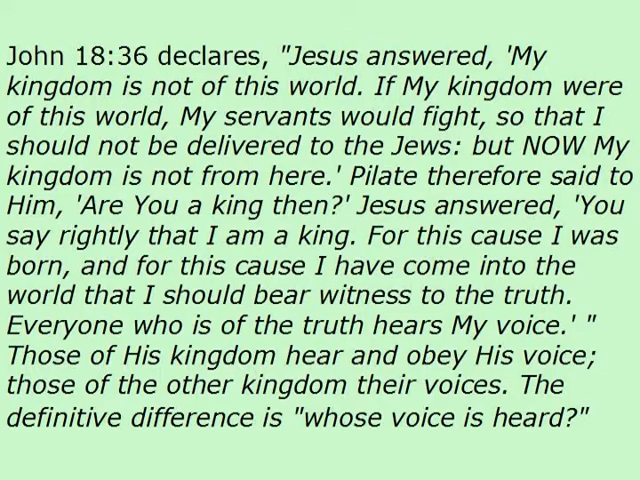 John 18:36 declares, "Jesus answered, 'My
kingdom is not of this world. If My kingdom were
of this world, My servants would fight, so that I
should not be delivered to the Jews: but NOW My
kingdom is not from here.' Pilate therefore said to
Him, 'Are You a king then?' Jesus answered, 'You
say rightly that I am a king. For this cause I was
born, and for this cause I have come into the
world that I should bear witness to the truth.
Everyone who is of the truth hears My voice.' "
Those of His kingdom hear and obey His voice;
those of the other kingdom their voices. The
definitive difference is "whose voice is heard?"